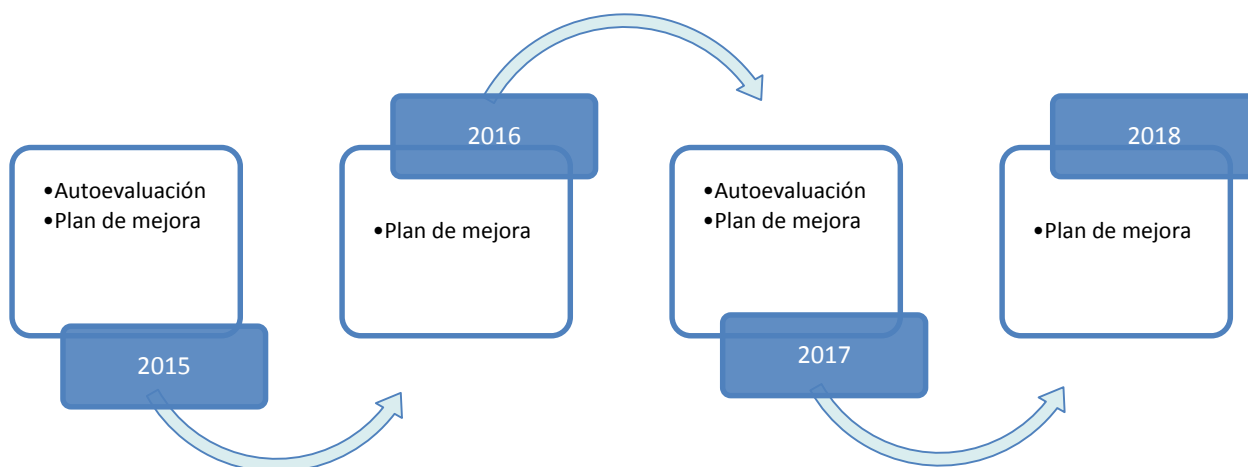 •Autoevaluación
•Plan de mejora
2015
2016
•Plan de mejora
•Autoevaluación
•Plan de mejora
2017
2018
•Plan de mejora